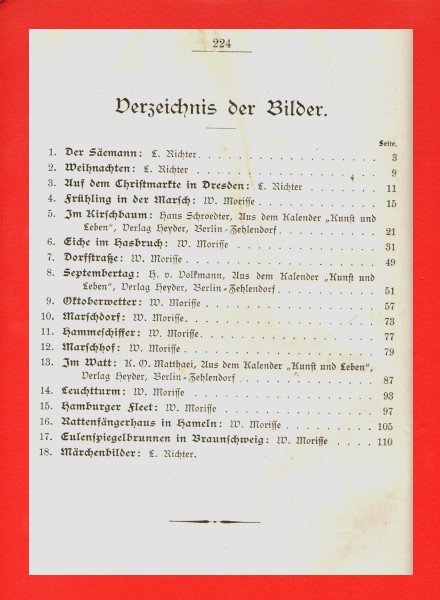 224
Verzeichnis der Bilder.
Seite.
1. Der Säemann: L. Richter. . . . . . . . . . . . . . . . . 3
2. Weihnachten: L. Richter . . . . . . . . . . . . . . . . . 9
3. Auf dem Christmarkte in Dresden: L. Richter . . . . . . . 11
4. Frühling in der Marsch: W. Morisse . . . . . . . . . . . 15
5. Im Kirschbaum: Hans Schroedter, Aus dem Kalender „Kunst und
Leben“, Verlag Heyder, Berlin-Zehlendorf . . . . . . . . . 21
6. Eiche im Hasbruch: W. Morisse . . . . . . . . . . . . . . 31
7. Dorfstraße: W. Morisse . . . . . . . . . . . . . . . . . 49
8. Septembertag: H. v. Volkmann, Aus dem Kalender „Kunst und
Leben“, Verlag Heyder, Berlin-Zehlendorf . . . . . . . . . 51
9. Oktoberwetter: W. Morisse . . . . . . . . . . . . . . . . 57
10. Marschdorf: W. Morisse . . . . . . . . . . . . . . . . . 73
11. Hammeschiffer: W. Morisse. . . . . . . . . . . . . . . . 77
12. Marschhof: W. Morisse . . . . . . . . . . . . . . . . . 79
13. Im Watt: K. O. Matthaei, Aus dem Kalender „Kunst und Leben“,
Verlag Heyder, Berlin-Zehlendorf . . . . . . . . . . . . . 87
14. Leuchtturm: W. Morisse . . . . . . . . . . . . . . . . . 93
15. Hamburger Fleet: W. Morisse . . . . . . . . . . . . . . 97
16. Rattenfängerhaus in Hameln: W. Morisse . . . . . . . . . 105
17. Eulenspiegelbrunnen in Braunschweig: W. Morisse . . . . 110
18. Märchenbilder: L. Richter.